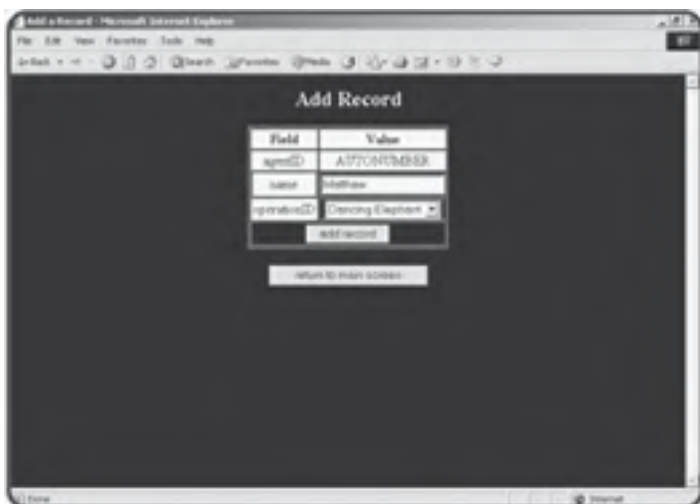 Add a Record - Microsoft Internet Explorer
File Edit View Favorites Tools Help
Back Search Favorites Media
Add Record
Field Value
agentID AUTONUMBER
name Matthew
operationID Dancing Elephant
add record
return to main screen
Done Internet